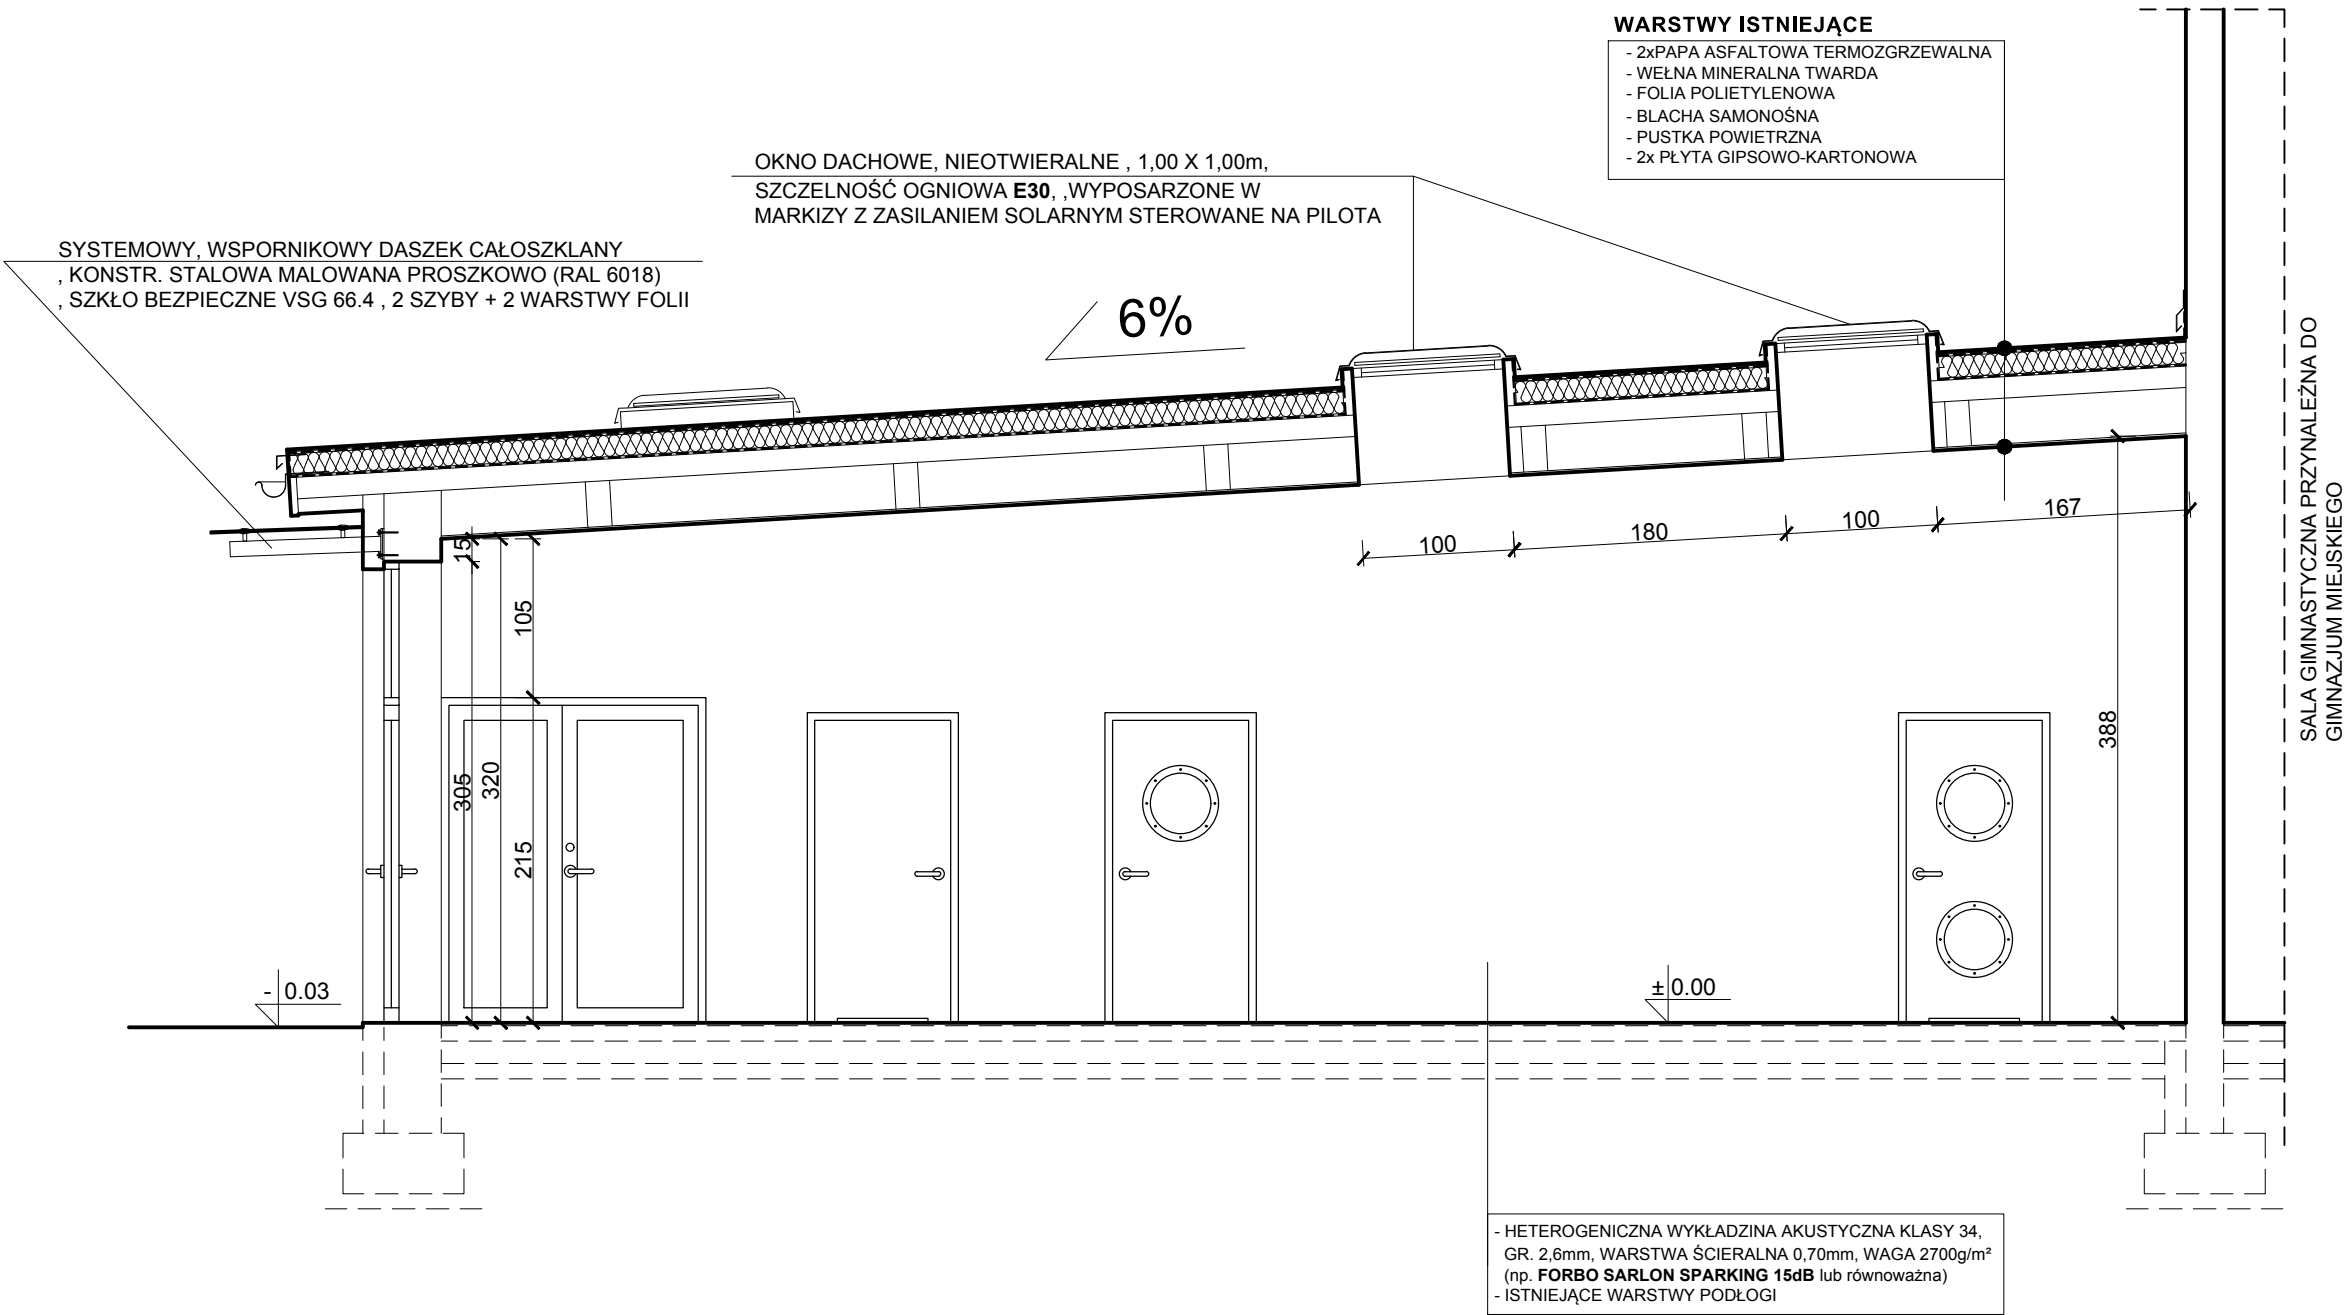 WARSTWY ISTNIEJĄCE
- 2xPAPA ASFALTOWA TERMOZGRZEWALNA
- WEŁNA MINERALNA TWARDA
- FOLIA POLIETYLENOWA
- BLACHA SAMONOŚNA
- PUSTKA POWIETRZNA
- 2x PŁYTA GIPSOWO-KARTONOWA
OKNO DACHOWE, NIEOTWIERALNE , 1,00 X 1,00m,
SZCZELNOŚĆ OGNIOWA E30, ,WYPOSARZONE W
MARKIZY Z ZASILANIEM SOLARNYM STEROWANE NA PILOTA
SYSTEMOWY, WSPORNIKOWY DASZEK CAŁOSZKLANY
, KONSTR. STALOWA MALOWANA PROSZKOWO (RAL 6018)
, SZKŁO BEZPIECZNE VSG 66.4 , 2 SZYBY + 2 WARSTWY FOLII
6%
SALA GIMNASTYCZNA PRZYNALEŻNA DO
GIMNAZJUM MIEJSKIEGO
100
180
100
167
15
105
305
320
215
388
- 0.03
± 0.00
- HETEROGENICZNA WYKŁADZINA AKUSTYCZNA KLASY 34,
GR. 2,6mm, WARSTWA ŚCIERALNA 0,70mm, WAGA 2700g/m²
(np. FORBO SARLON SPARKING 15dB lub równoważna)
- ISTNIEJĄCE WARSTWY PODŁOGI